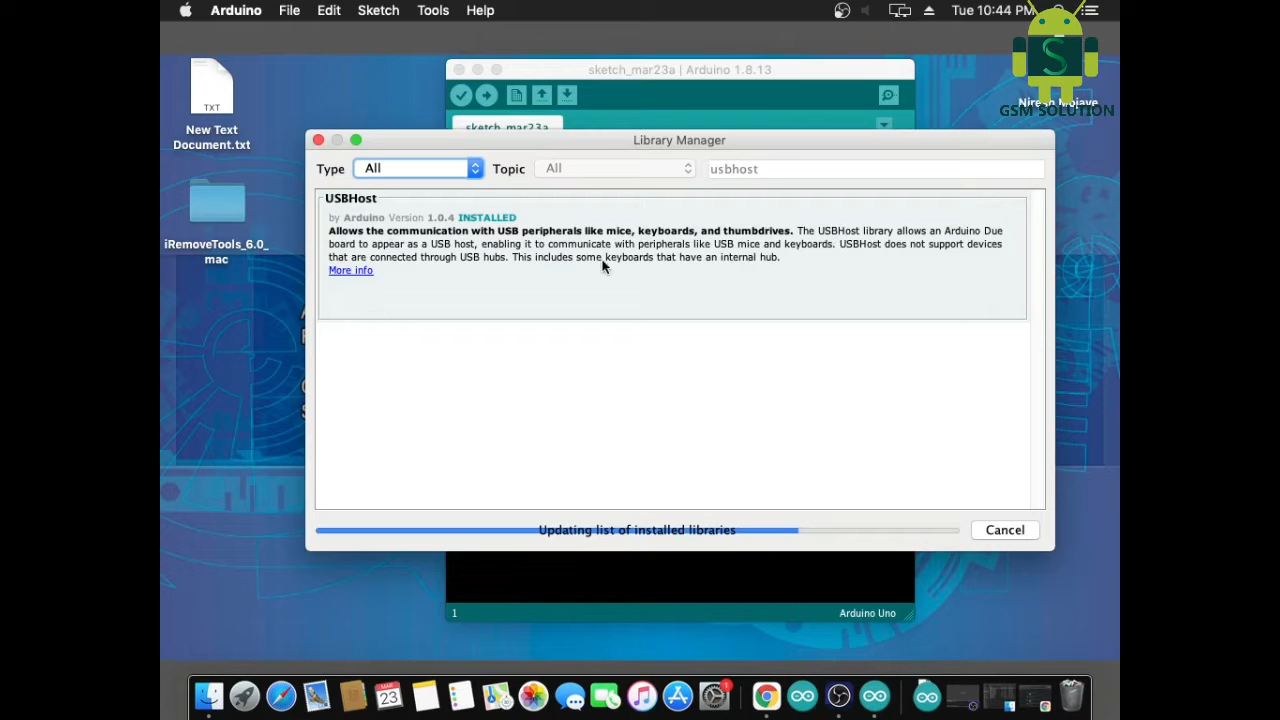 Arduino File Edit Sketch Tools Help Tue 10:44 PM
S
GSM SOLUTION
TXT
New Text
Document.txt
iRemoveTools_6.0_
mac
sketch_mar23a | Arduino 1.8.13
sketch_mar23a
Library Manager
Type All Topic All usbhost
USBHost
by Arduino Version 1.0.4 INSTALLED
Allows the communication with USB peripherals like mice, keyboards, and thumbdrives. The USBHost library allows an Arduino Due
board to appear as a USB host, enabling it to communicate with peripherals like USB mice and keyboards. USBHost does not support devices
that are connected through USB hubs. This includes some keyboards that have an internal hub.
More info
Updating list of installed libraries Cancel
1 Arduino Uno
MAR
23
1